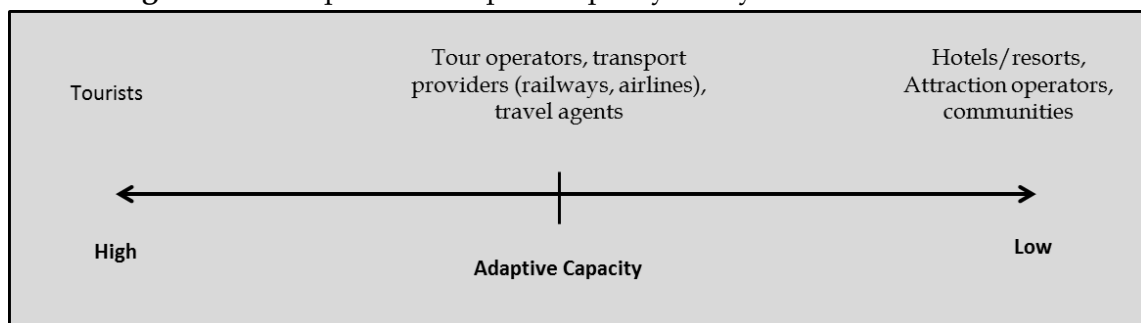 Tourists
Tour operators, transport
providers (railways, airlines),
travel agents
Hotels/resorts,
Attraction operators,
communities
High
Adaptive Capacity
Low